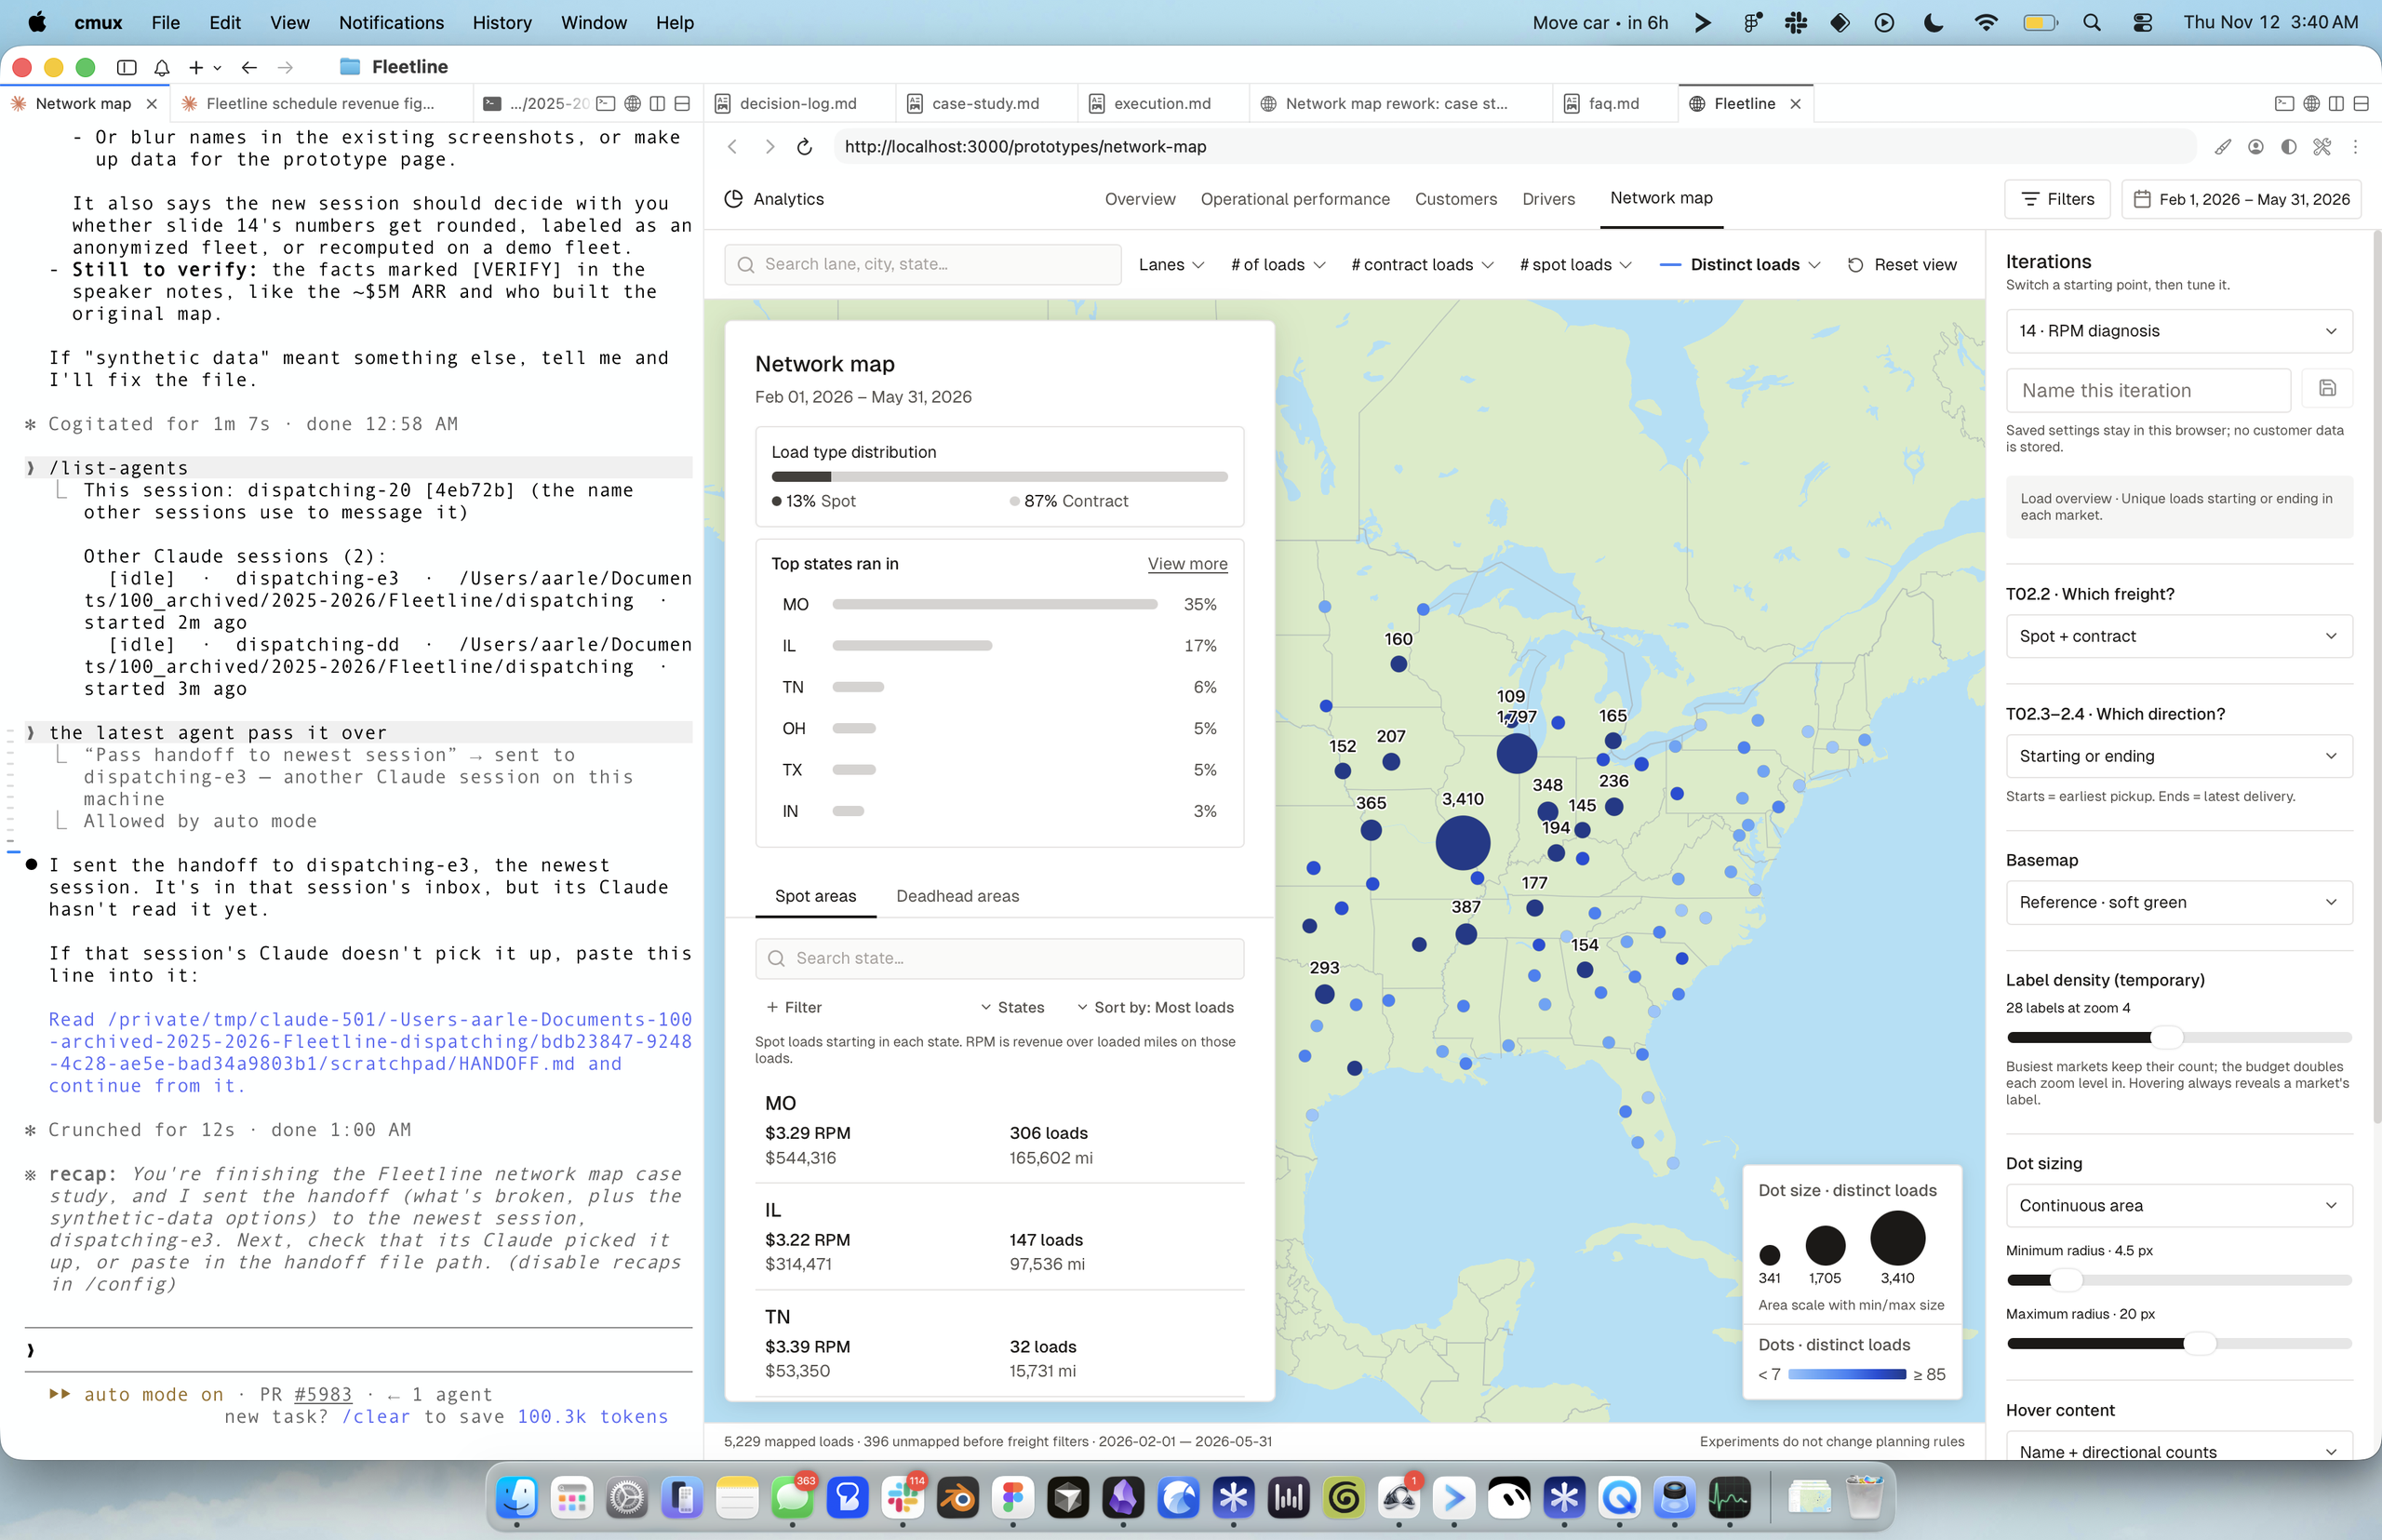 cmux File Edit View Notifications History Window Help
Move car • in 6h
Thu Nov 12 3:40 AM
Fleetline
Network map
Fleetline schedule revenue fig...
.../2025-20
decision-log.md
case-study.md
execution.md
Network map rework: case st...
faq.md
Fleetline
- Or blur names in the existing screenshots, or make
up data for the prototype page.
It also says the new session should decide with you
whether slide 14's numbers get rounded, labeled as an
anonymized fleet, or recomputed on a demo fleet.
- Still to verify: the facts marked [VERIFY] in the
speaker notes, like the ~$5M ARR and who built the
original map.
If "synthetic data" meant something else, tell me and
I'll fix the file.
✻ Cogitated for 1m 7s · done 12:58 AM
❯ /list-agents
⎿ This session: dispatching-20 [4eb72b] (the name
other sessions use to message it)
Other Claude sessions (2):
[idle] · dispatching-e3 · /Users/aarle/Documen
ts/100_archived/2025-2026/Fleetline/dispatching ·
started 2m ago
[idle] · dispatching-dd · /Users/aarle/Documen
ts/100_archived/2025-2026/Fleetline/dispatching ·
started 3m ago
❯ the latest agent pass it over
⎿ “Pass handoff to newest session” → sent to
dispatching-e3 — another Claude session on this
machine
⎿ Allowed by auto mode
● I sent the handoff to dispatching-e3, the newest
session. It's in that session's inbox, but its Claude
hasn't read it yet.
If that session's Claude doesn't pick it up, paste this
line into it:
Read /private/tmp/claude-501/-Users-aarle-Documents-100
-archived-2025-2026-Fleetline-dispatching/bdb23847-9248
-4c28-ae5e-bad34a9803b1/scratchpad/HANDOFF.md and
continue from it.
✻ Crunched for 12s · done 1:00 AM
※ recap: You're finishing the Fleetline network map case
study, and I sent the handoff (what's broken, plus the
synthetic-data options) to the newest session,
dispatching-e3. Next, check that its Claude picked it
up, or paste in the handoff file path. (disable recaps
in /config)
❯
⏵⏵ auto mode on · PR #5983 · ← 1 agent
new task? /clear to save 100.3k tokens
http://localhost:3000/prototypes/network-map
Analytics
Overview Operational performance Customers Drivers Network map
Filters
Feb 1, 2026 – May 31, 2026
Search lane, city, state...
Lanes
# of loads
# contract loads
# spot loads
Distinct loads
Reset view
Network map
Feb 01, 2026 – May 31, 2026
Load type distribution
13% Spot
87% Contract
Top states ran in
View more
MO 35%
IL 17%
TN 6%
OH 5%
TX 5%
IN 3%
Spot areas
Deadhead areas
Search state...
+ Filter
States
Sort by: Most loads
Spot loads starting in each state. RPM is revenue over loaded miles on those
loads.
MO
$3.29 RPM 306 loads
$544,316 165,602 mi
IL
$3.22 RPM 147 loads
$314,471 97,536 mi
TN
$3.39 RPM 32 loads
$53,350 15,731 mi
160
109
1,797
165
152
207
348
236
365
3,410
145
194
177
387
154
293
Dot size · distinct loads
341 1,705 3,410
Area scale with min/max size
Dots · distinct loads
< 7 ≥ 85
5,229 mapped loads · 396 unmapped before freight filters · 2026-02-01 — 2026-05-31
Experiments do not change planning rules
Iterations
Switch a starting point, then tune it.
14 · RPM diagnosis
Name this iteration
Saved settings stay in this browser; no customer data
is stored.
Load overview · Unique loads starting or ending in
each market.
T02.2 · Which freight?
Spot + contract
T02.3–2.4 · Which direction?
Starting or ending
Starts = earliest pickup. Ends = latest delivery.
Basemap
Reference · soft green
Label density (temporary)
28 labels at zoom 4
Busiest markets keep their count; the budget doubles
each zoom level in. Hovering always reveals a market's
label.
Dot sizing
Continuous area
Minimum radius · 4.5 px
Maximum radius · 20 px
Hover content
Name + directional counts
363
114
1